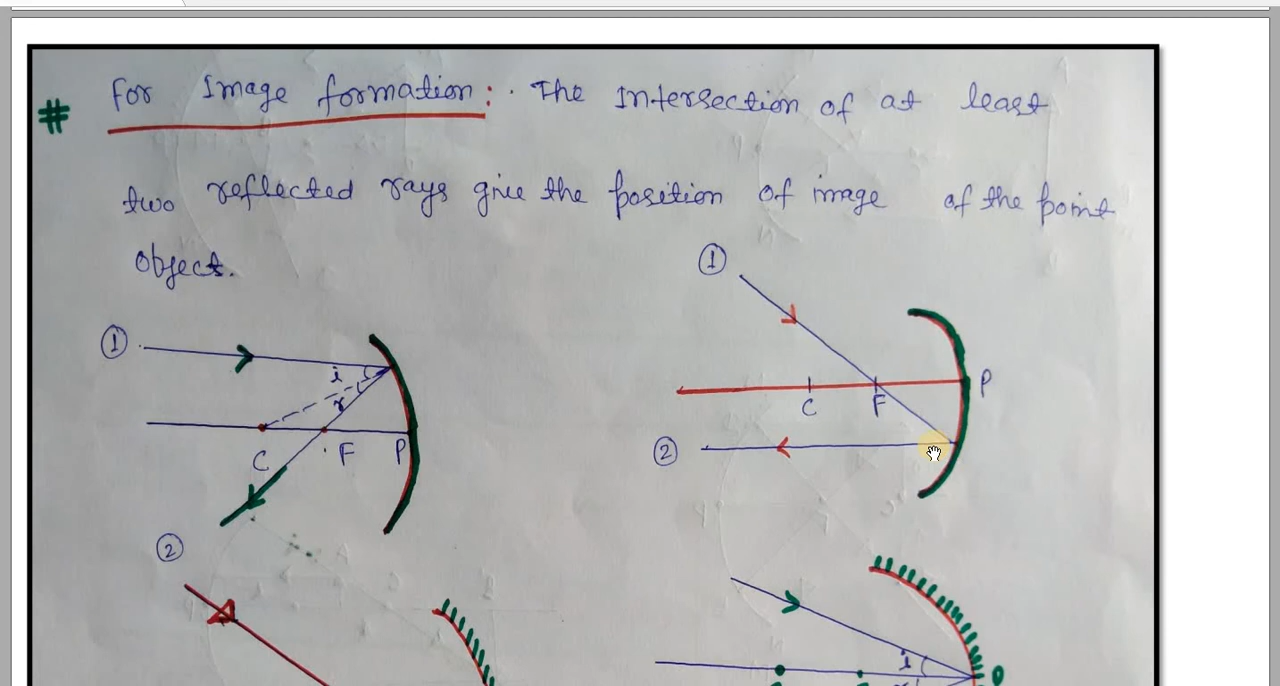 # For Image formation: . The Intersection of at least
two reflected rays give the position of image of the point
object.
①
①
i
r
C
F
P
C
F
P
②
②
i
r